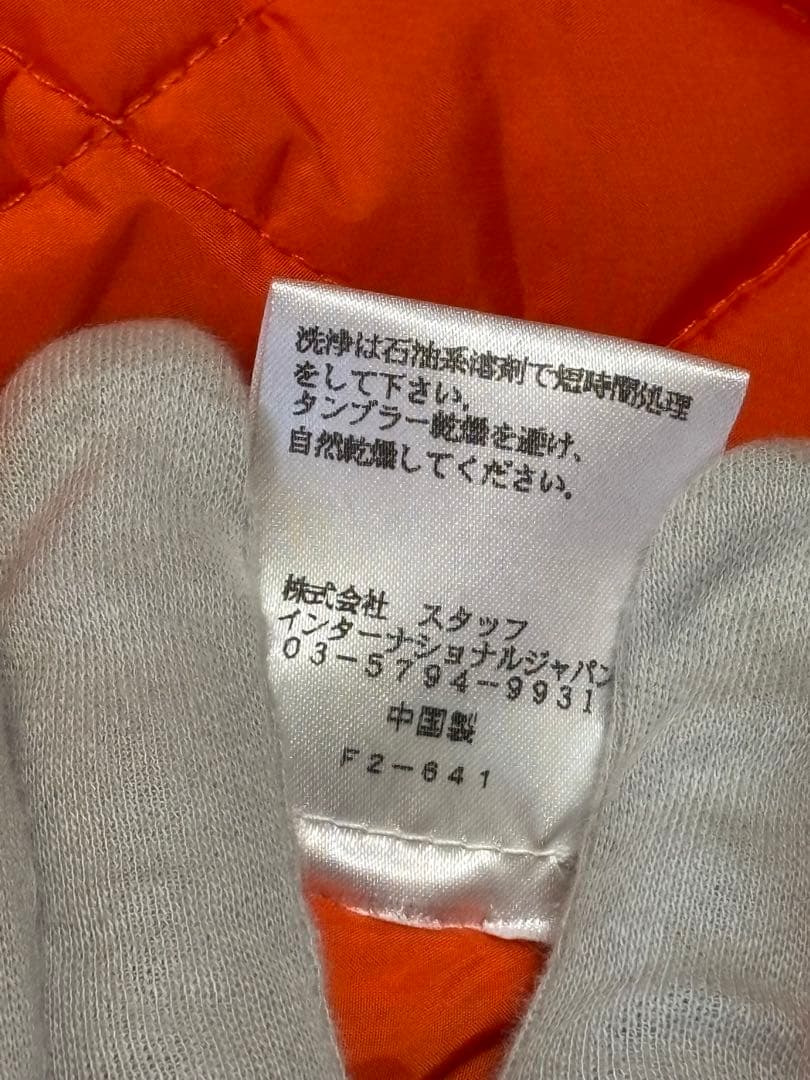 洗浄は石油系溶剤で短時間処理
をして下さい。
タンブラー乾燥を避け、
自然乾燥してください。
株式会社 スタッフ
インターナショナルジャパン
03-5794-9931
中国製
F2-641